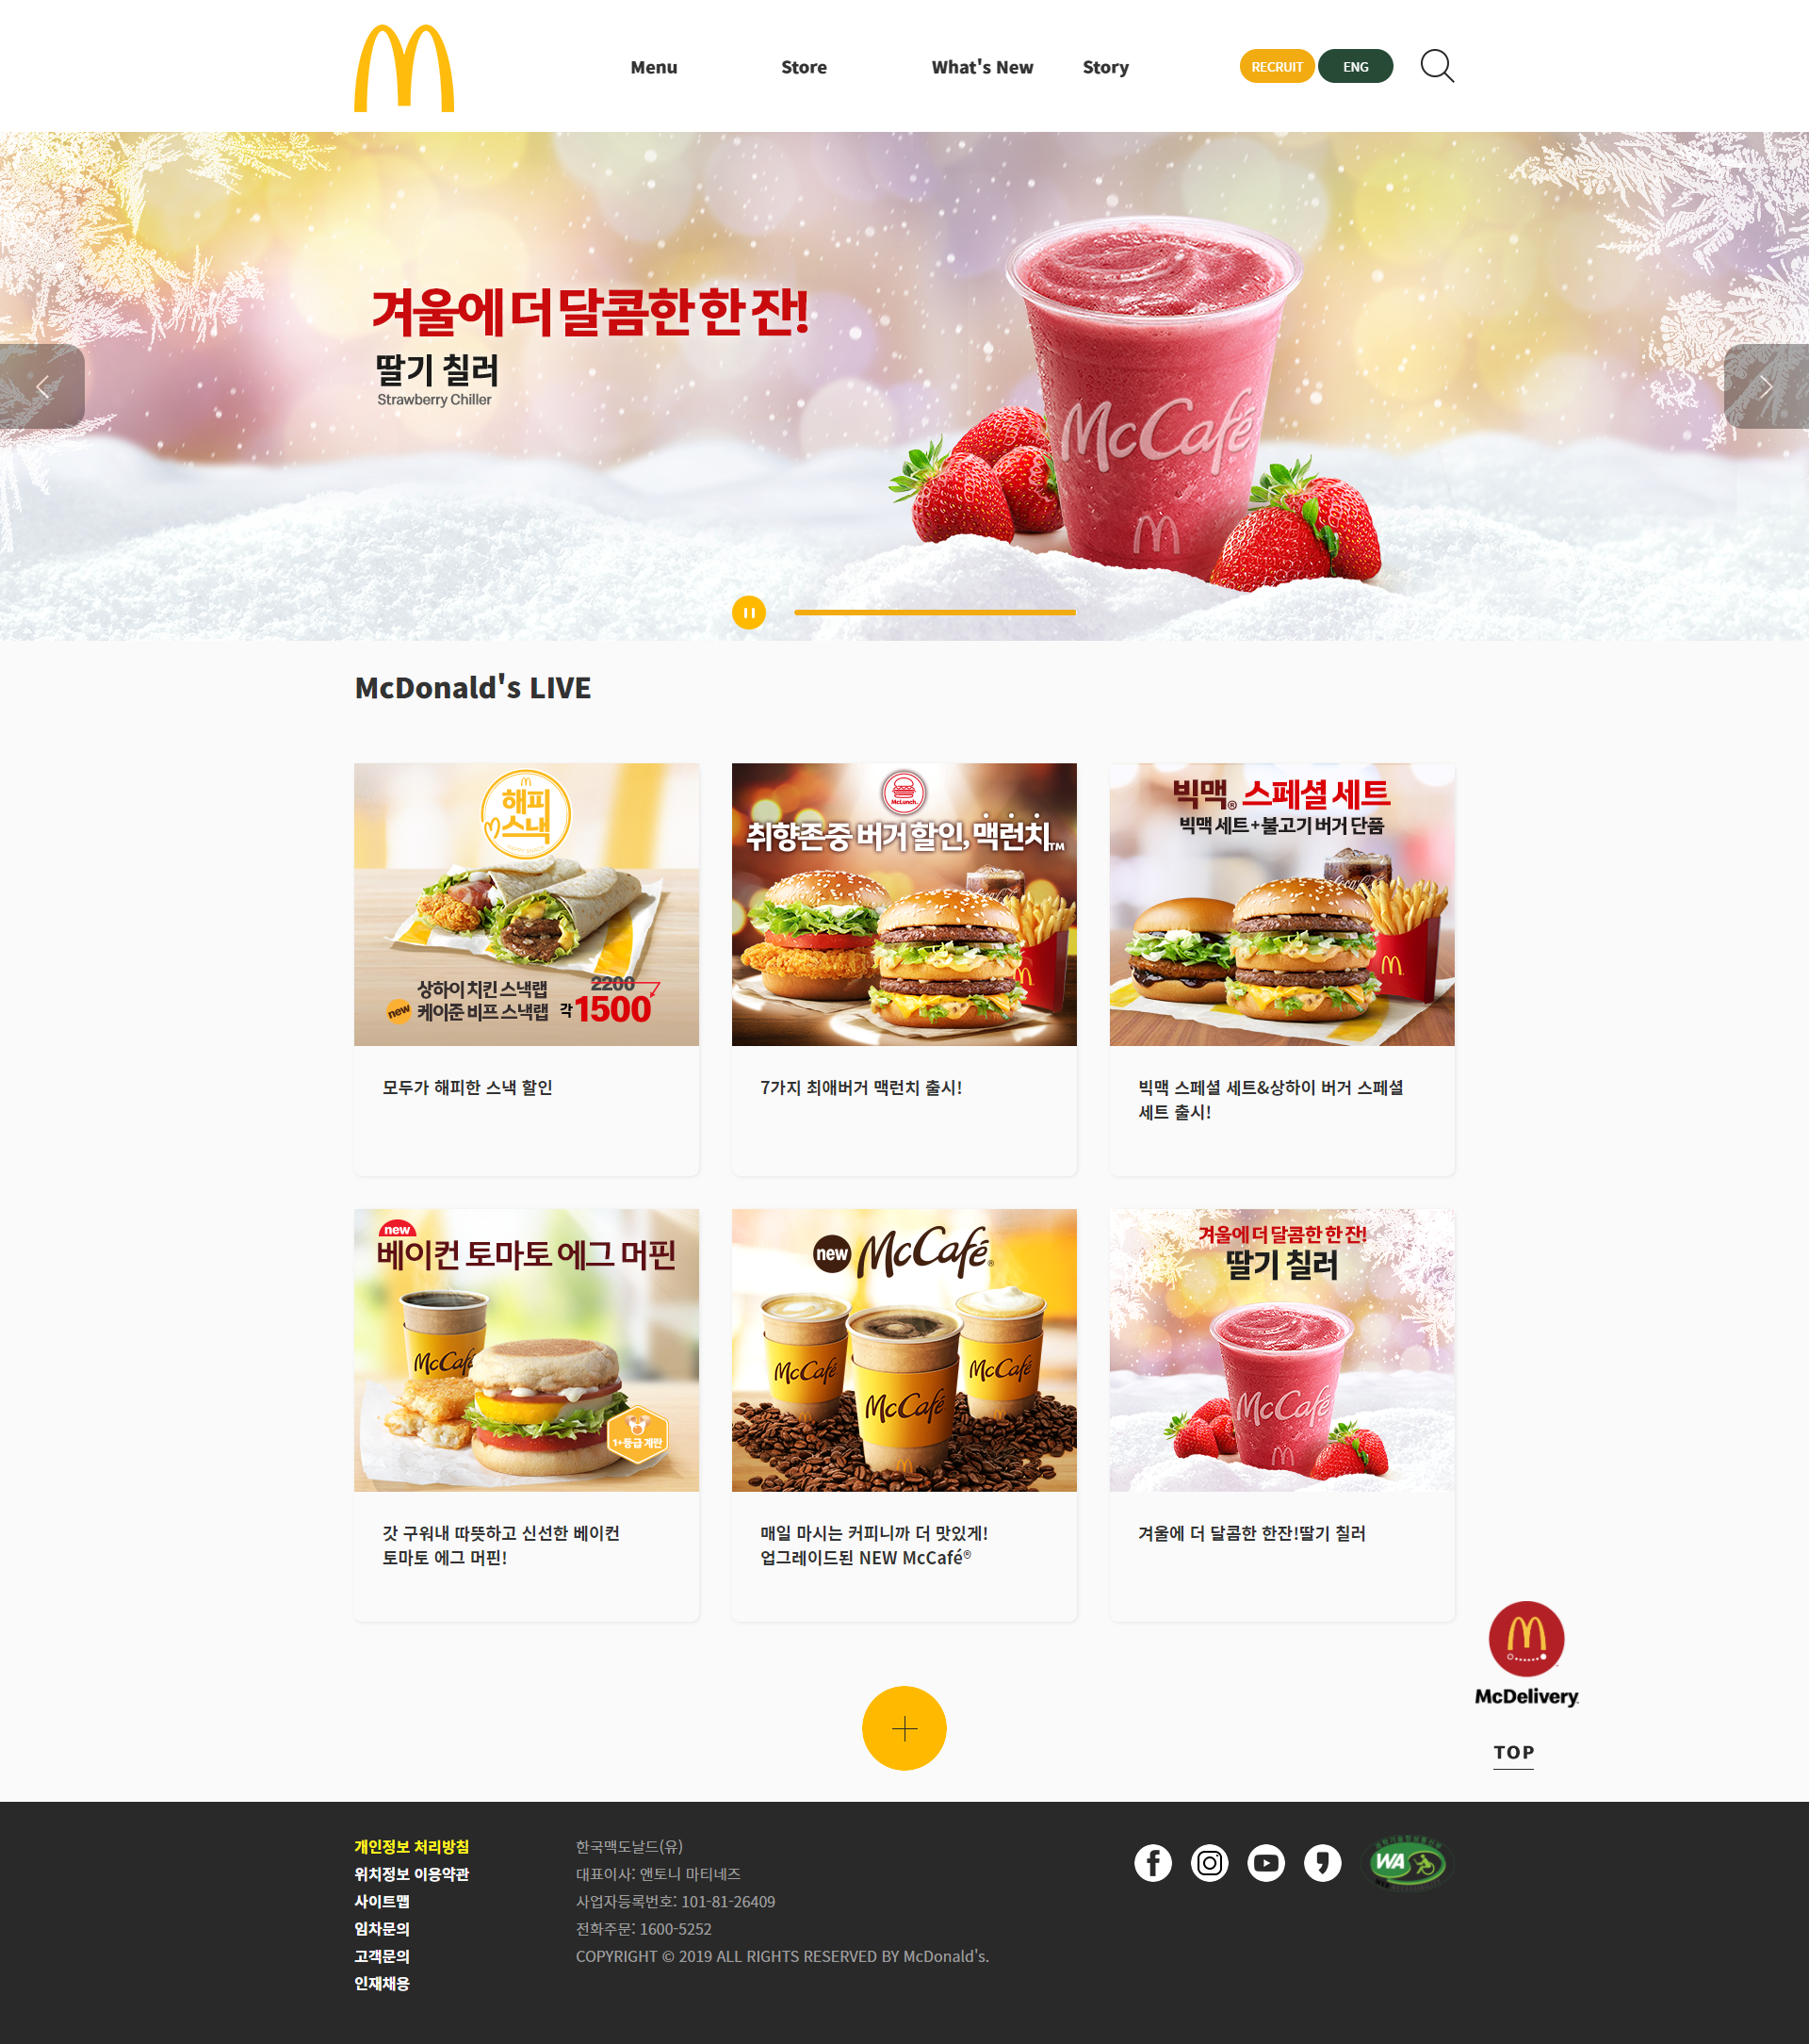 Menu
Store
What's New
Story
RECRUIT
ENG
겨울에 더 달콤한 한 잔!
딸기 칠러
Strawberry Chiller
McCafé
McDonald's LIVE
해피
스낵
HAPPY SNACK
상하이 치킨 스낵랩
2200
new 케이준 비프 스낵랩
각 1500
모두가 해피한 스낵 할인
McLunch.
취향존중 버거 할인, 맥런치™
7가지 최애버거 맥런치 출시!
빅맥® 스페셜 세트
빅맥 세트+불고기 버거 단품
빅맥 스페셜 세트&상하이 버거 스페셜
세트 출시!
new
베이컨 토마토 에그 머핀
McCafé
1+등급 계란
갓 구워내 따뜻하고 신선한 베이컨
토마토 에그 머핀!
new McCafé®
McCafé
McCafé
McCafé
매일 마시는 커피니까 더 맛있게!
업그레이드된 NEW McCafé®
겨울에 더 달콤한 한 잔!
딸기 칠러
McCafé
겨울에 더 달콤한 한잔!딸기 칠러
McDelivery
TOP
개인정보 처리방침
위치정보 이용약관
사이트맵
임차문의
고객문의
인재채용
한국맥도날드(유)
대표이사: 앤토니 마티네즈
사업자등록번호: 101-81-26409
전화주문: 1600-5252
COPYRIGHT © 2019 ALL RIGHTS RESERVED BY McDonald's.
WA